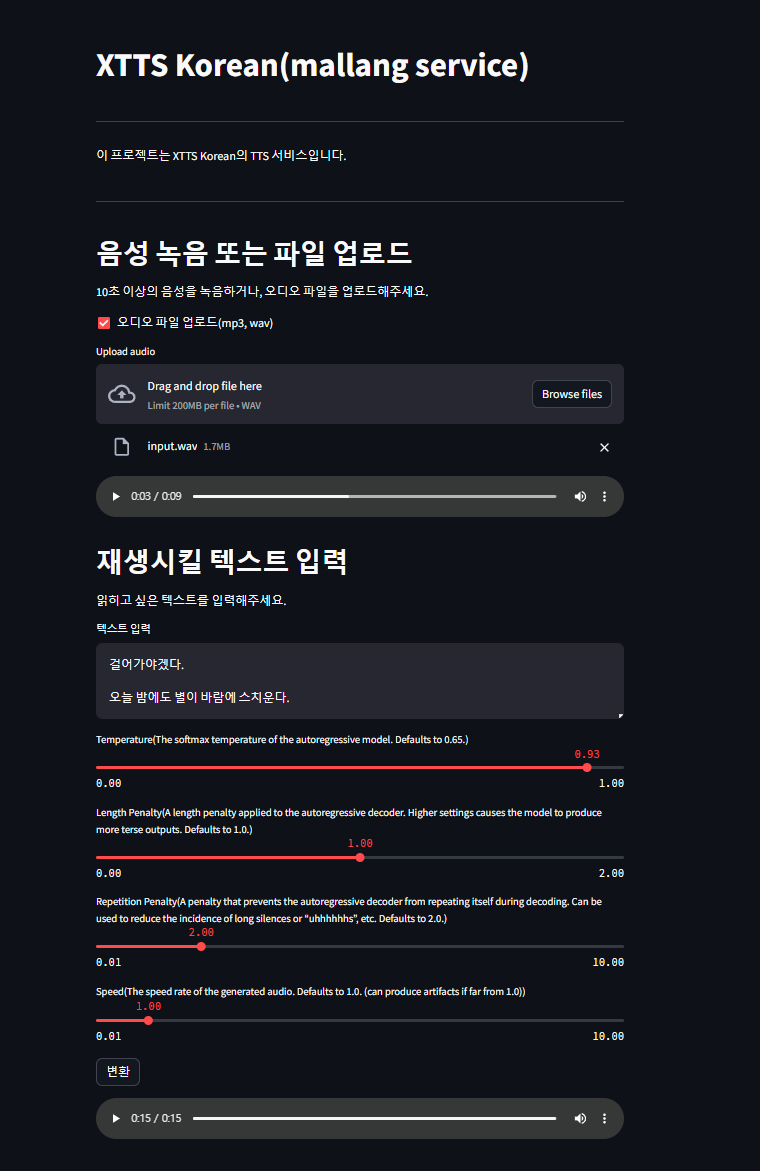 XTTS Korean(mallang service)
이 프로젝트는 XTTS Korean의 TTS 서비스입니다.
음성 녹음 또는 파일 업로드
10초 이상의 음성을 녹음하거나, 오디오 파일을 업로드해주세요.
오디오 파일 업로드(mp3, wav)
Upload audio
Drag and drop file here
Limit 200MB per file • WAV
Browse files
input.wav 1.7MB
0:03 / 0:09
재생시킬 텍스트 입력
읽히고 싶은 텍스트를 입력해주세요.
텍스트 입력
걸어가야겠다.
오늘 밤에도 별이 바람에 스치운다.
Temperature(The softmax temperature of the autoregressive model. Defaults to 0.65.)
0.93
0.00 1.00
Length Penalty(A length penalty applied to the autoregressive decoder. Higher settings causes the model to produce
more terse outputs. Defaults to 1.0.)
1.00
0.00 2.00
Repetition Penalty(A penalty that prevents the autoregressive decoder from repeating itself during decoding. Can be
used to reduce the incidence of long silences or “uhhhhhhs”, etc. Defaults to 2.0.)
2.00
0.01 10.00
Speed(The speed rate of the generated audio. Defaults to 1.0. (can produce artifacts if far from 1.0))
1.00
0.01 10.00
변환
0:15 / 0:15